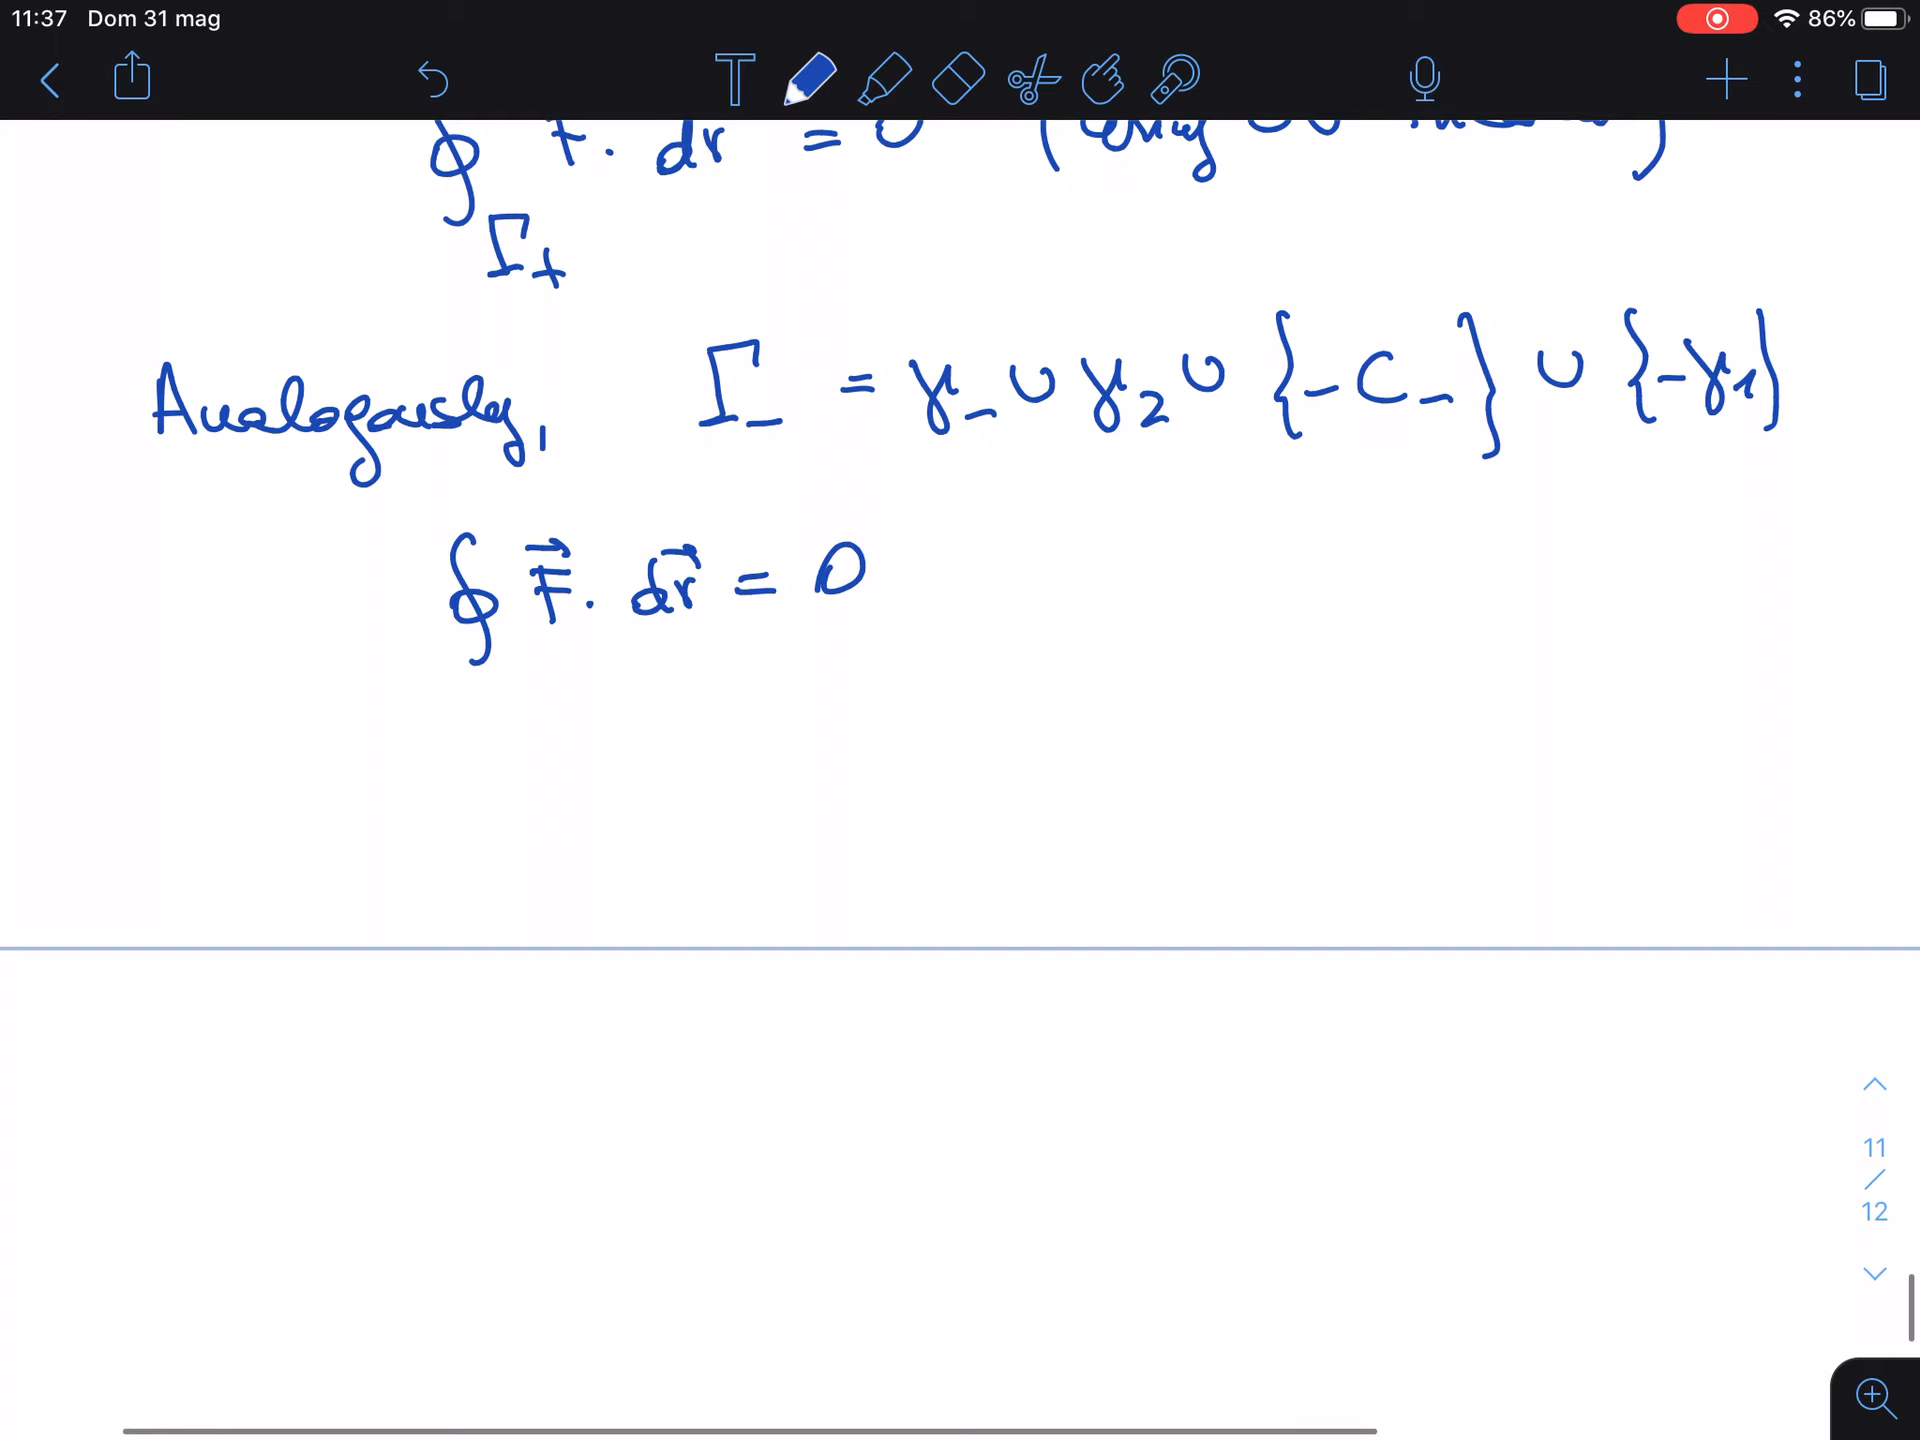 11:37 Dom 31 mag 86%
∮ F · dr = 0 (
Γ+
Analogously, Γ− = γ− ∪ γ2 ∪ {−C−} ∪ {−γ1}
∮ F⃗ · dr⃗ = 0
11
/
12